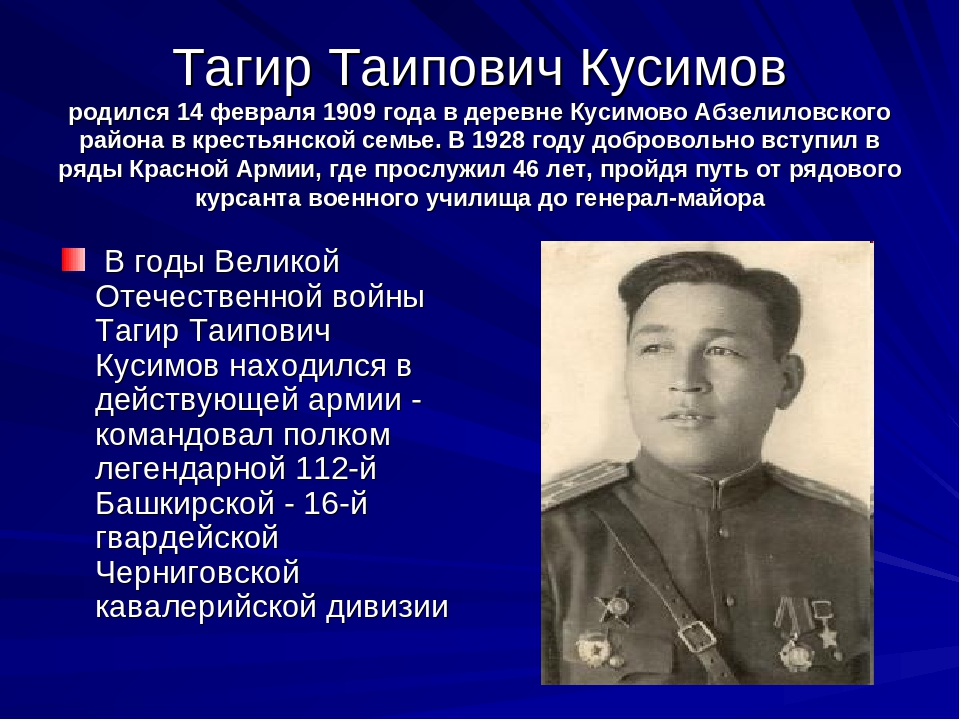 Тагир Таипович Кусимов
родился 14 февраля 1909 года в деревне Кусимово Абзелиловского
района в крестьянской семье. В 1928 году добровольно вступил в
ряды Красной Армии, где прослужил 46 лет, пройдя путь от рядового
курсанта военного училища до генерал-майора
В годы Великой
Отечественной войны
Тагир Таипович
Кусимов находился в
действующей армии -
командовал полком
легендарной 112-й
Башкирской - 16-й
гвардейской
Черниговской
кавалерийской дивизии